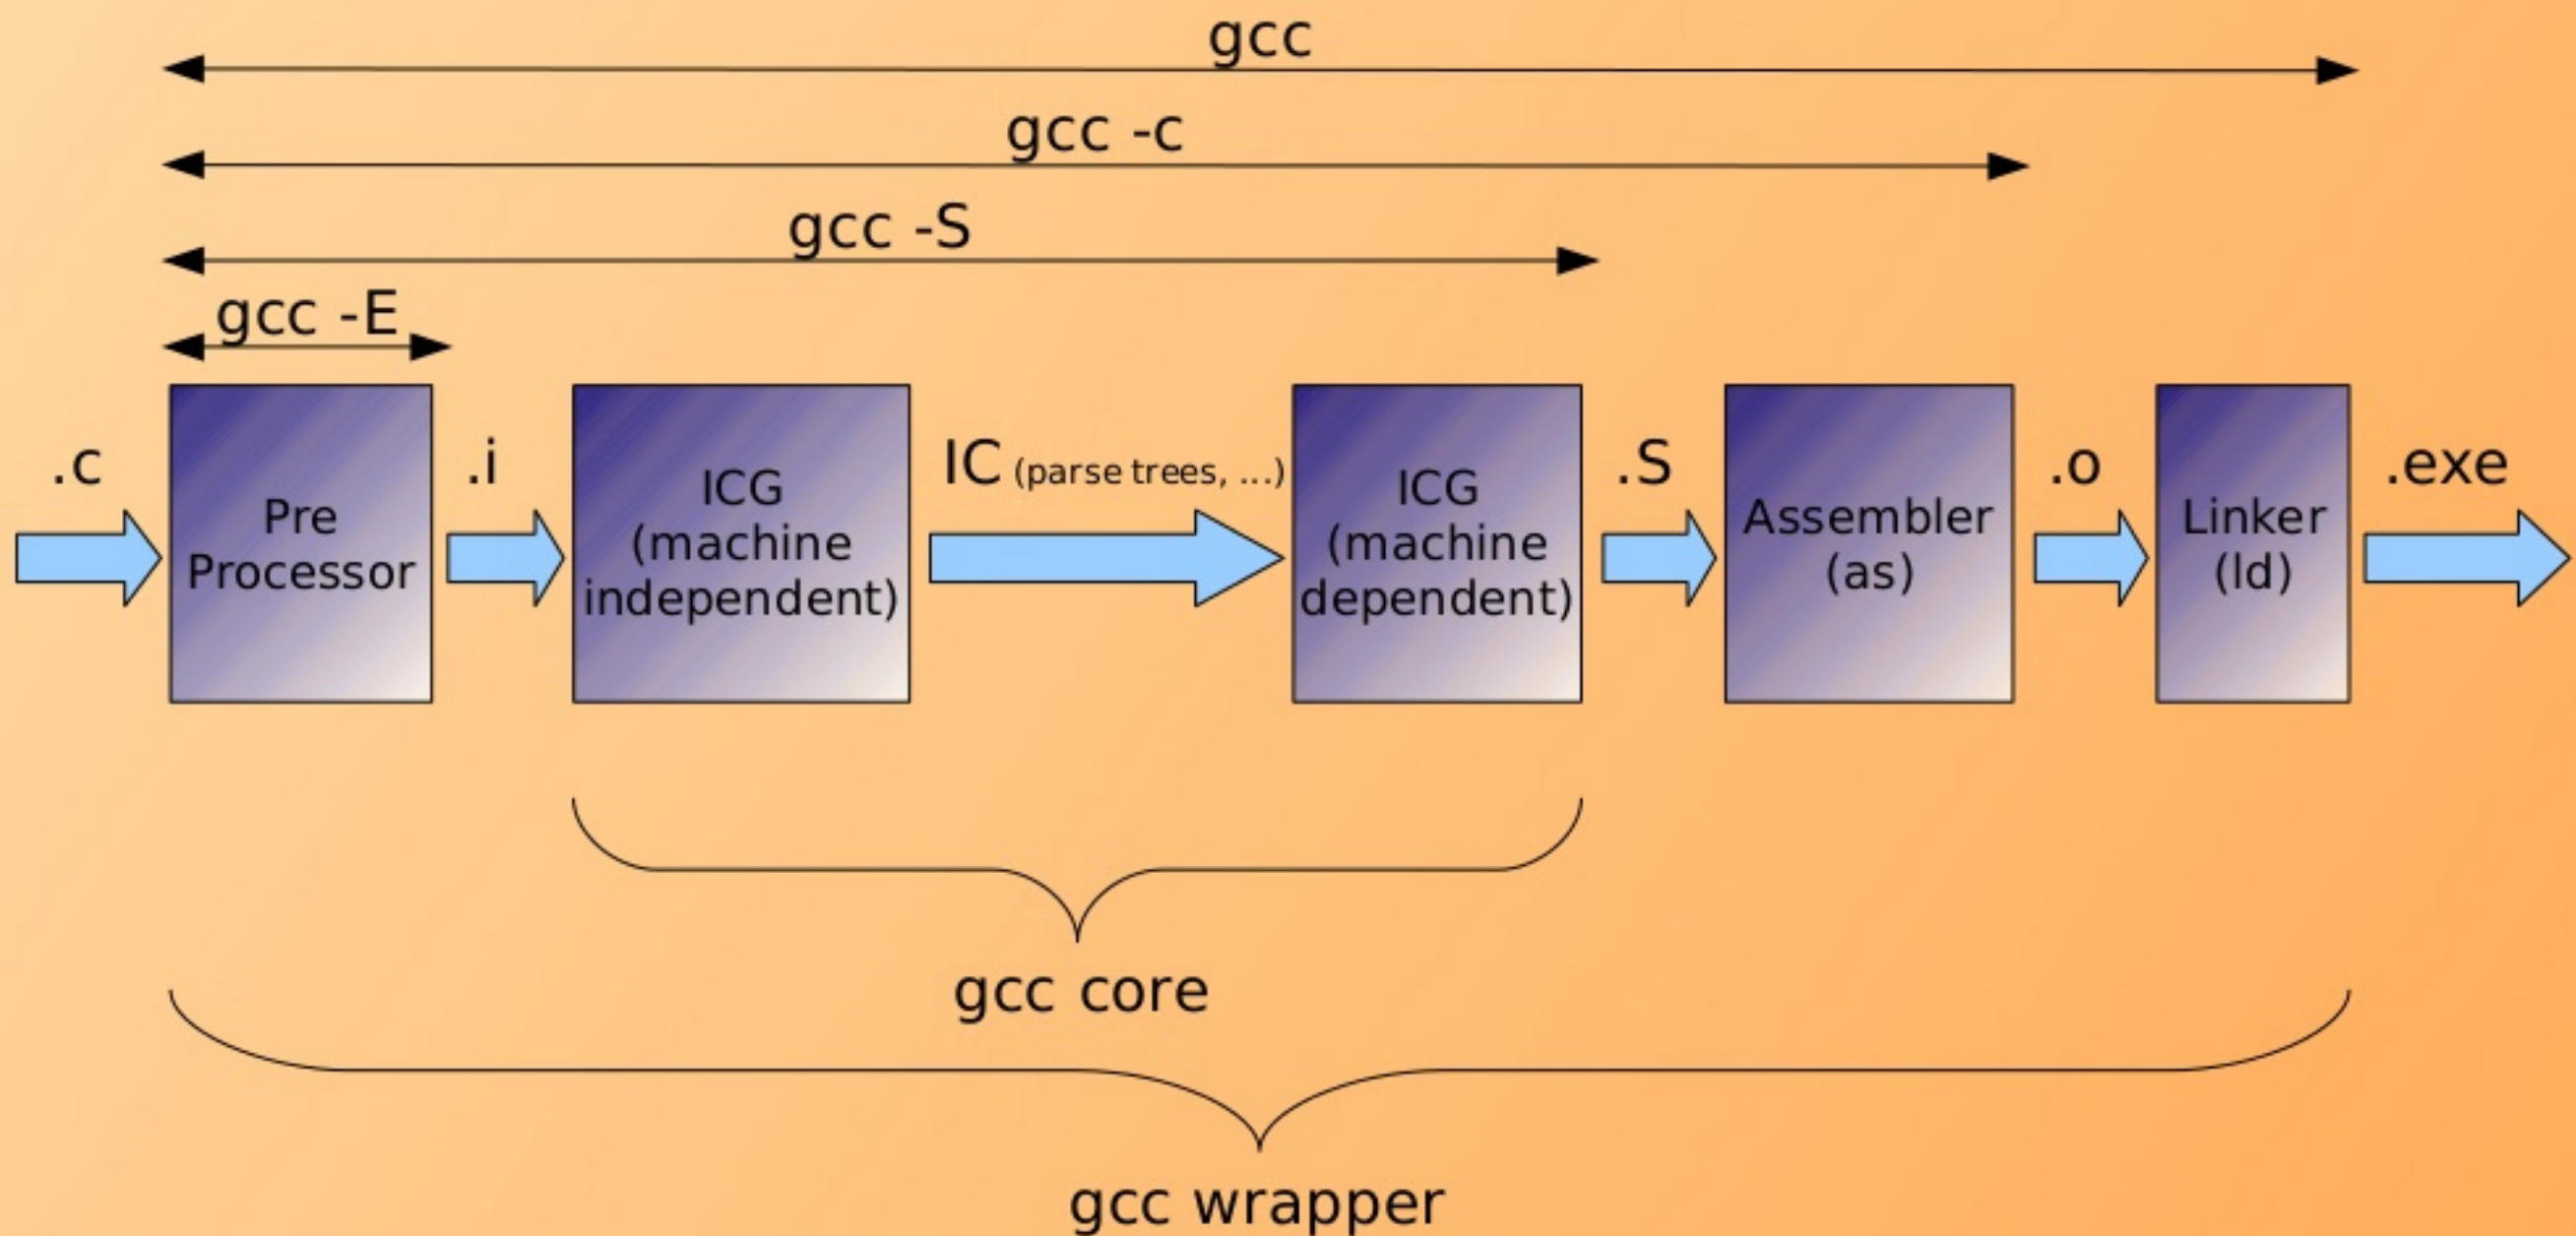 gcc
gcc -c
gcc -S
gcc -E
.c
Pre
Processor
.i
ICG
(machine
independent)
IC (parse trees, ...)
ICG
(machine
dependent)
.S
Assembler
(as)
.o
Linker
(ld)
.exe
gcc core
gcc wrapper